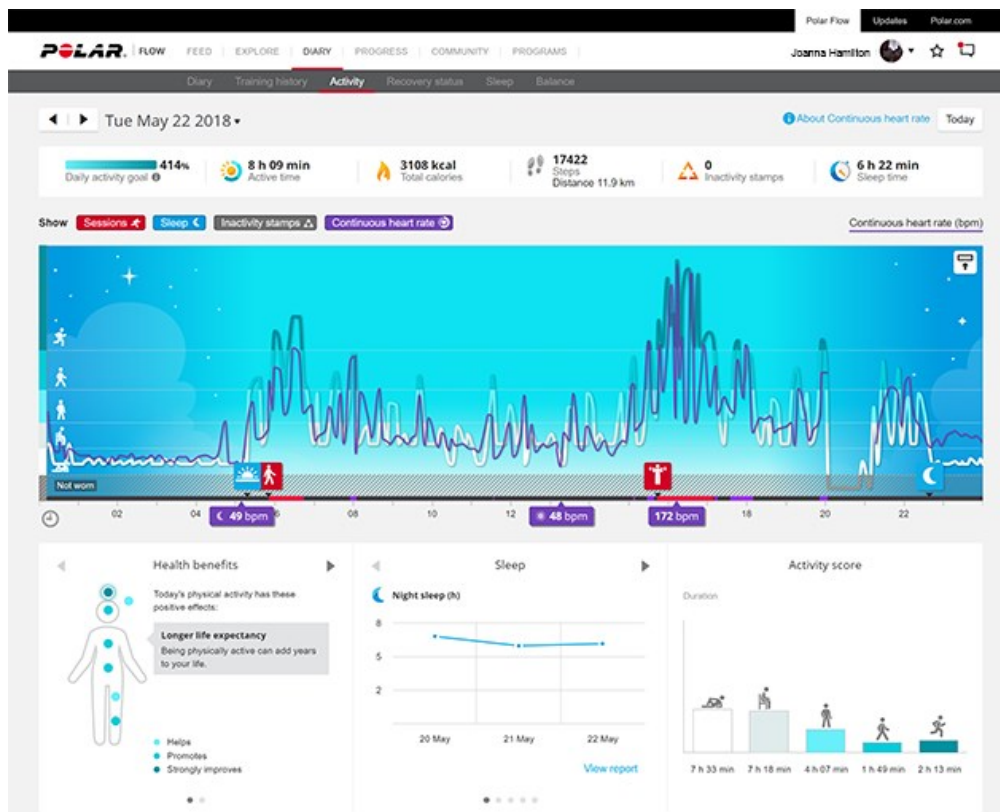 Polar Flow Updates Polar.com
POLAR. FLOW FEED EXPLORE DIARY PROGRESS COMMUNITY PROGRAMS Joanna Hamilton
Diary Training history Activity Recovery status Sleep Balance
Tue May 22 2018 About Continuous heart rate Today
414%
Daily activity goal
8 h 09 min
Active time
3108 kcal
Total calories
17422
Steps
Distance 11.9 km
0
Inactivity stamps
6 h 22 min
Sleep time
Show Sessions Sleep Inactivity stamps Continuous heart rate Continuous heart rate (bpm)
Not worn
02 04 6 08 10 12 18 20 22
49 bpm 48 bpm 172 bpm
Health benefits
Today's physical activity has these
positive effects:
Longer life expectancy
Being physically active can add years
to your life.
Helps
Promotes
Strongly improves
Sleep
Night sleep (h)
8
5
2
20 May 21 May 22 May
View report
Activity score
Duration
7 h 33 min 7 h 18 min 4 h 07 min 1 h 49 min 2 h 13 min